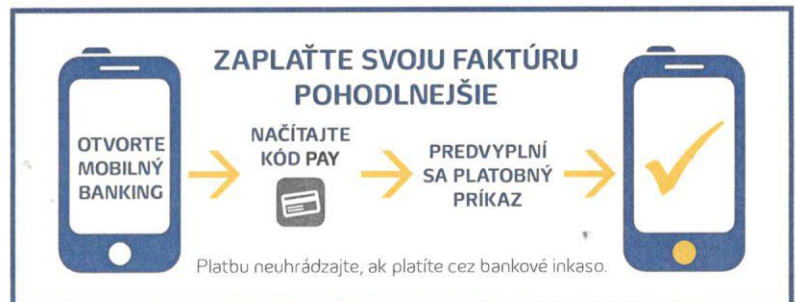 ZAPLAŤTE SVOJU FAKTÚRU
POHODLNEJŠIE
OTVORTE
MOBILNÝ
BANKING
NAČÍTAJTE
KÓD PAY
PREDVYPLNÍ
SA PLATOBNÝ
PRÍKAZ
Platbu neuhrádzajte, ak platíte cez bankové inkaso.